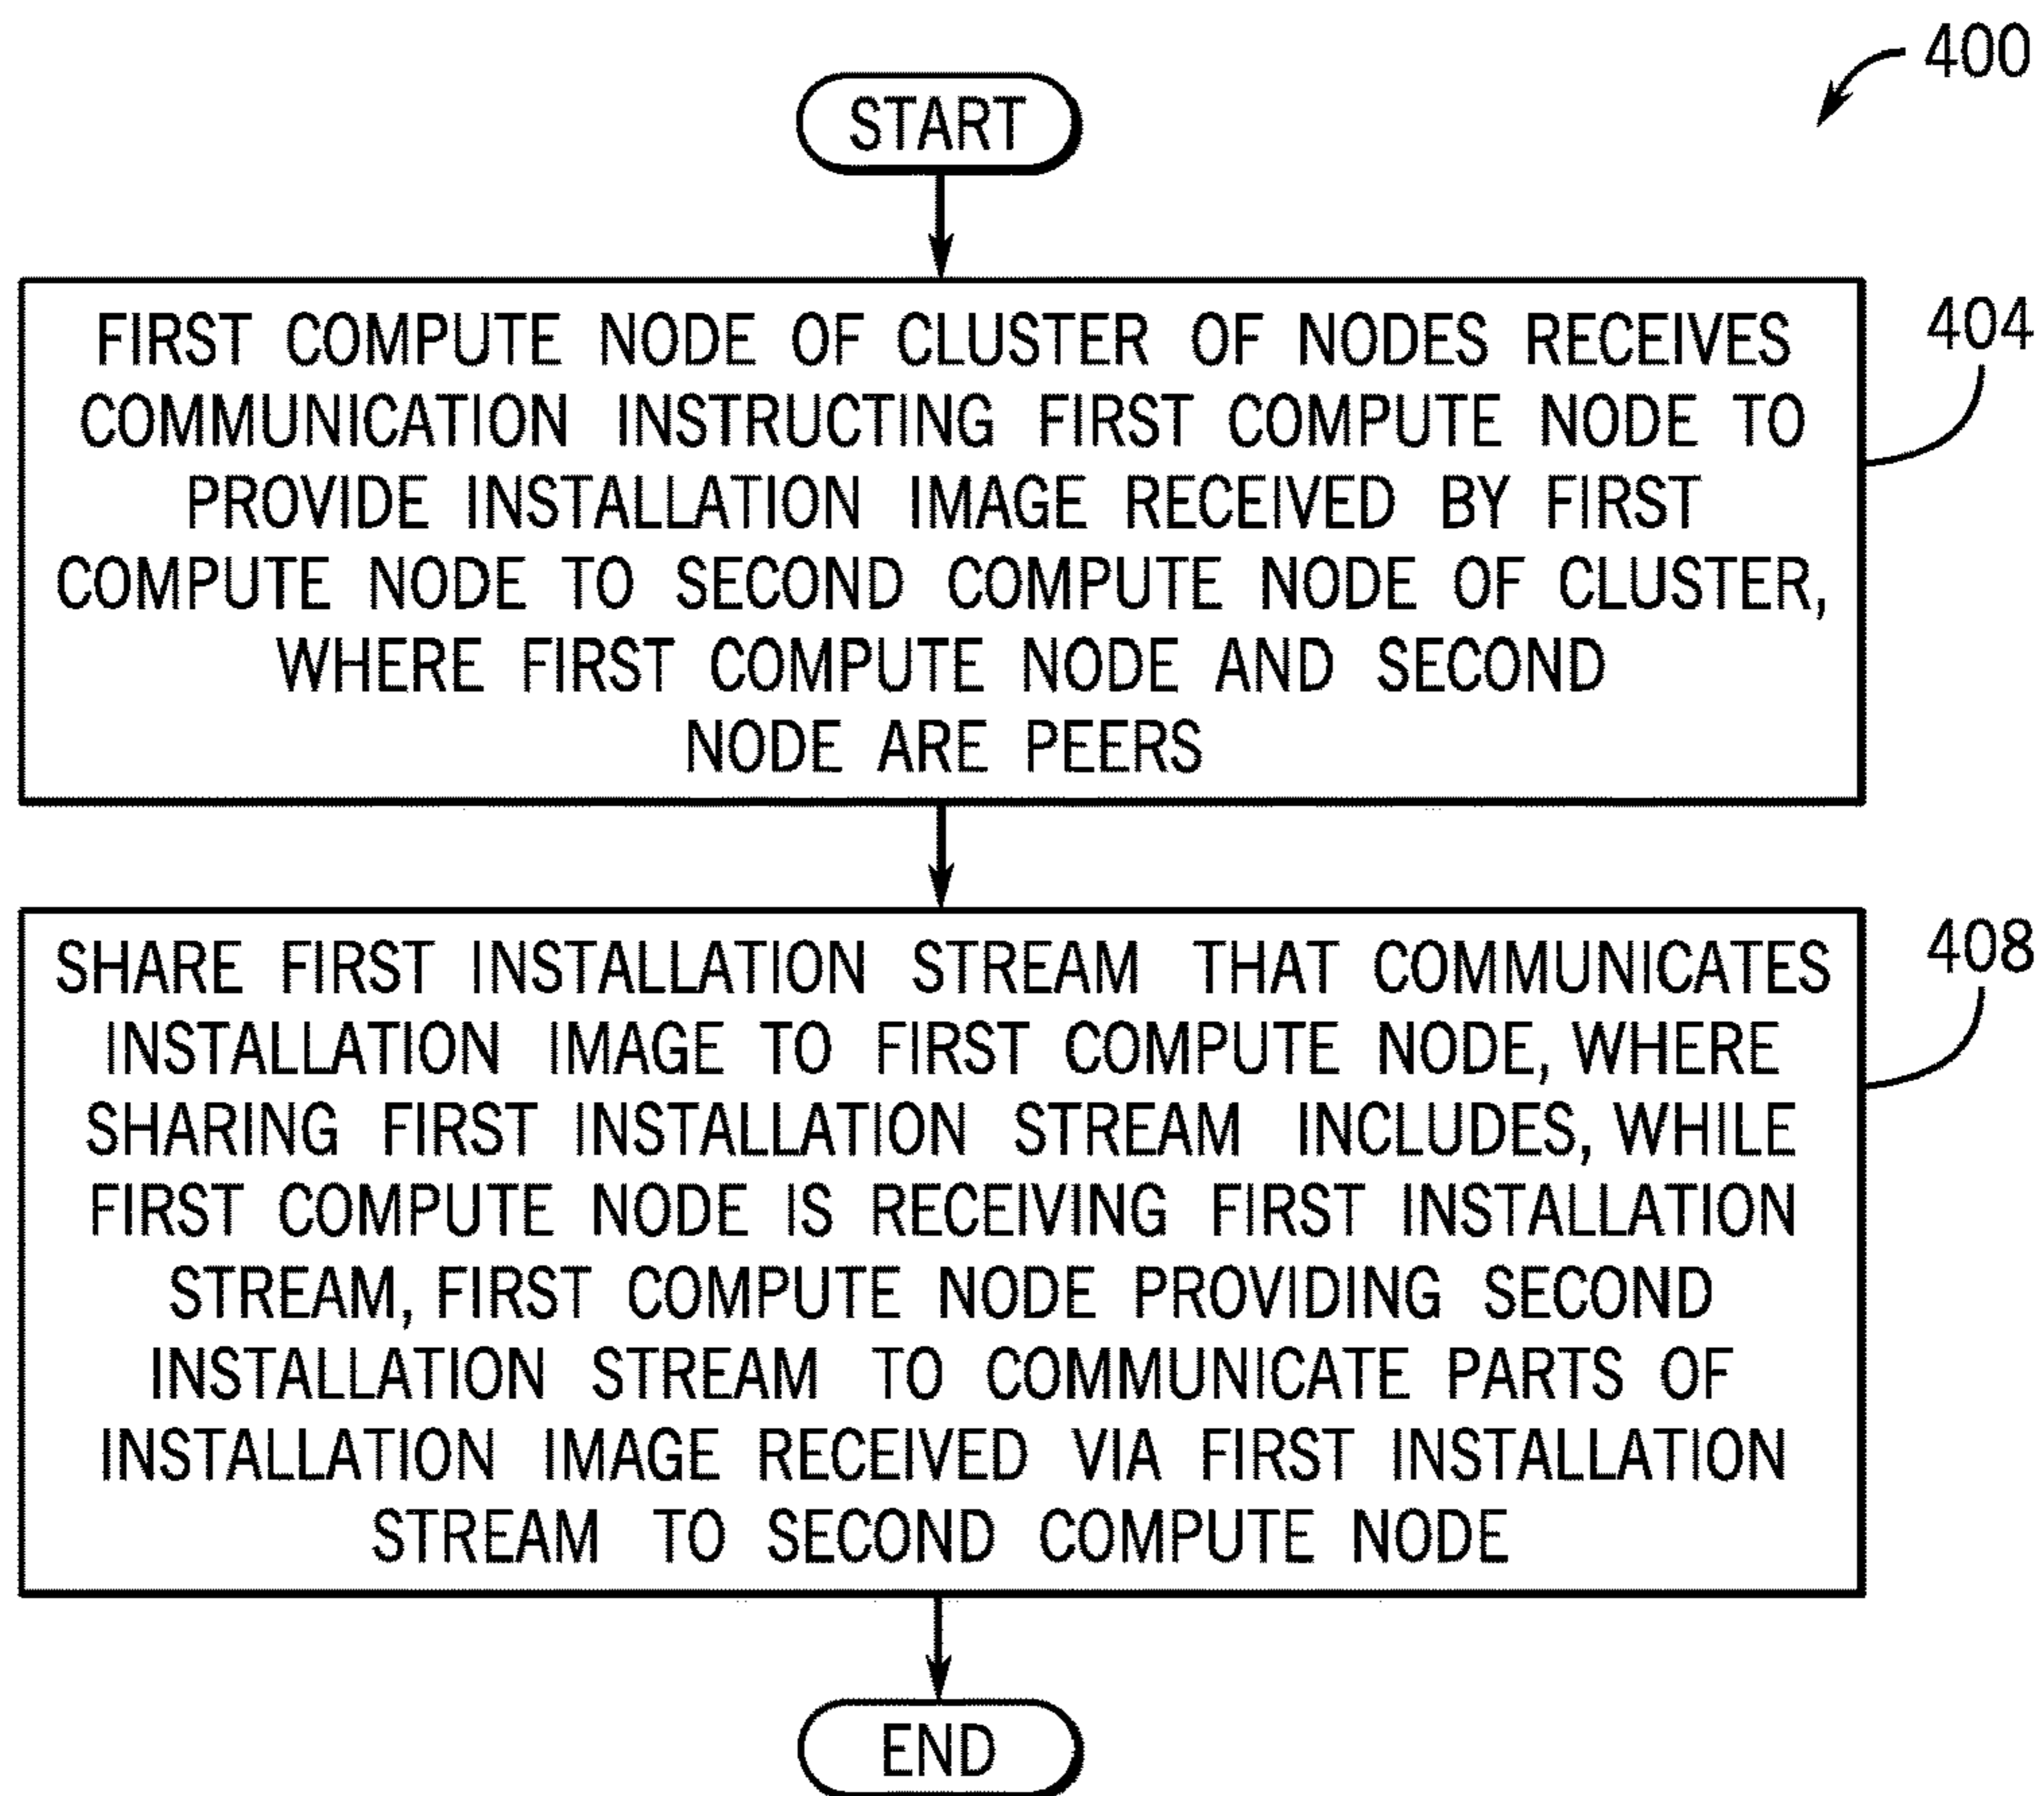 400
START
FIRST COMPUTE NODE OF CLUSTER OF NODES RECEIVES
COMMUNICATION INSTRUCTING FIRST COMPUTE NODE TO
PROVIDE INSTALLATION IMAGE RECEIVED BY FIRST
COMPUTE NODE TO SECOND COMPUTE NODE OF CLUSTER,
WHERE FIRST COMPUTE NODE AND SECOND
NODE ARE PEERS
404
SHARE FIRST INSTALLATION STREAM THAT COMMUNICATES
INSTALLATION IMAGE TO FIRST COMPUTE NODE, WHERE
SHARING FIRST INSTALLATION STREAM INCLUDES, WHILE
FIRST COMPUTE NODE IS RECEIVING FIRST INSTALLATION
STREAM, FIRST COMPUTE NODE PROVIDING SECOND
INSTALLATION STREAM TO COMMUNICATE PARTS OF
INSTALLATION IMAGE RECEIVED VIA FIRST INSTALLATION
STREAM TO SECOND COMPUTE NODE
408
END